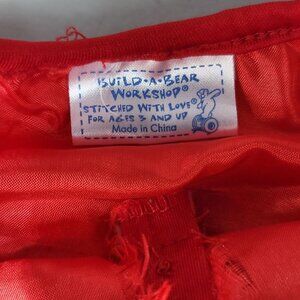 BUILD-A-BEAR
WORKSHOP®
STITCHED WITH LOVE®
FOR AGES 3 AND UP
Made in China